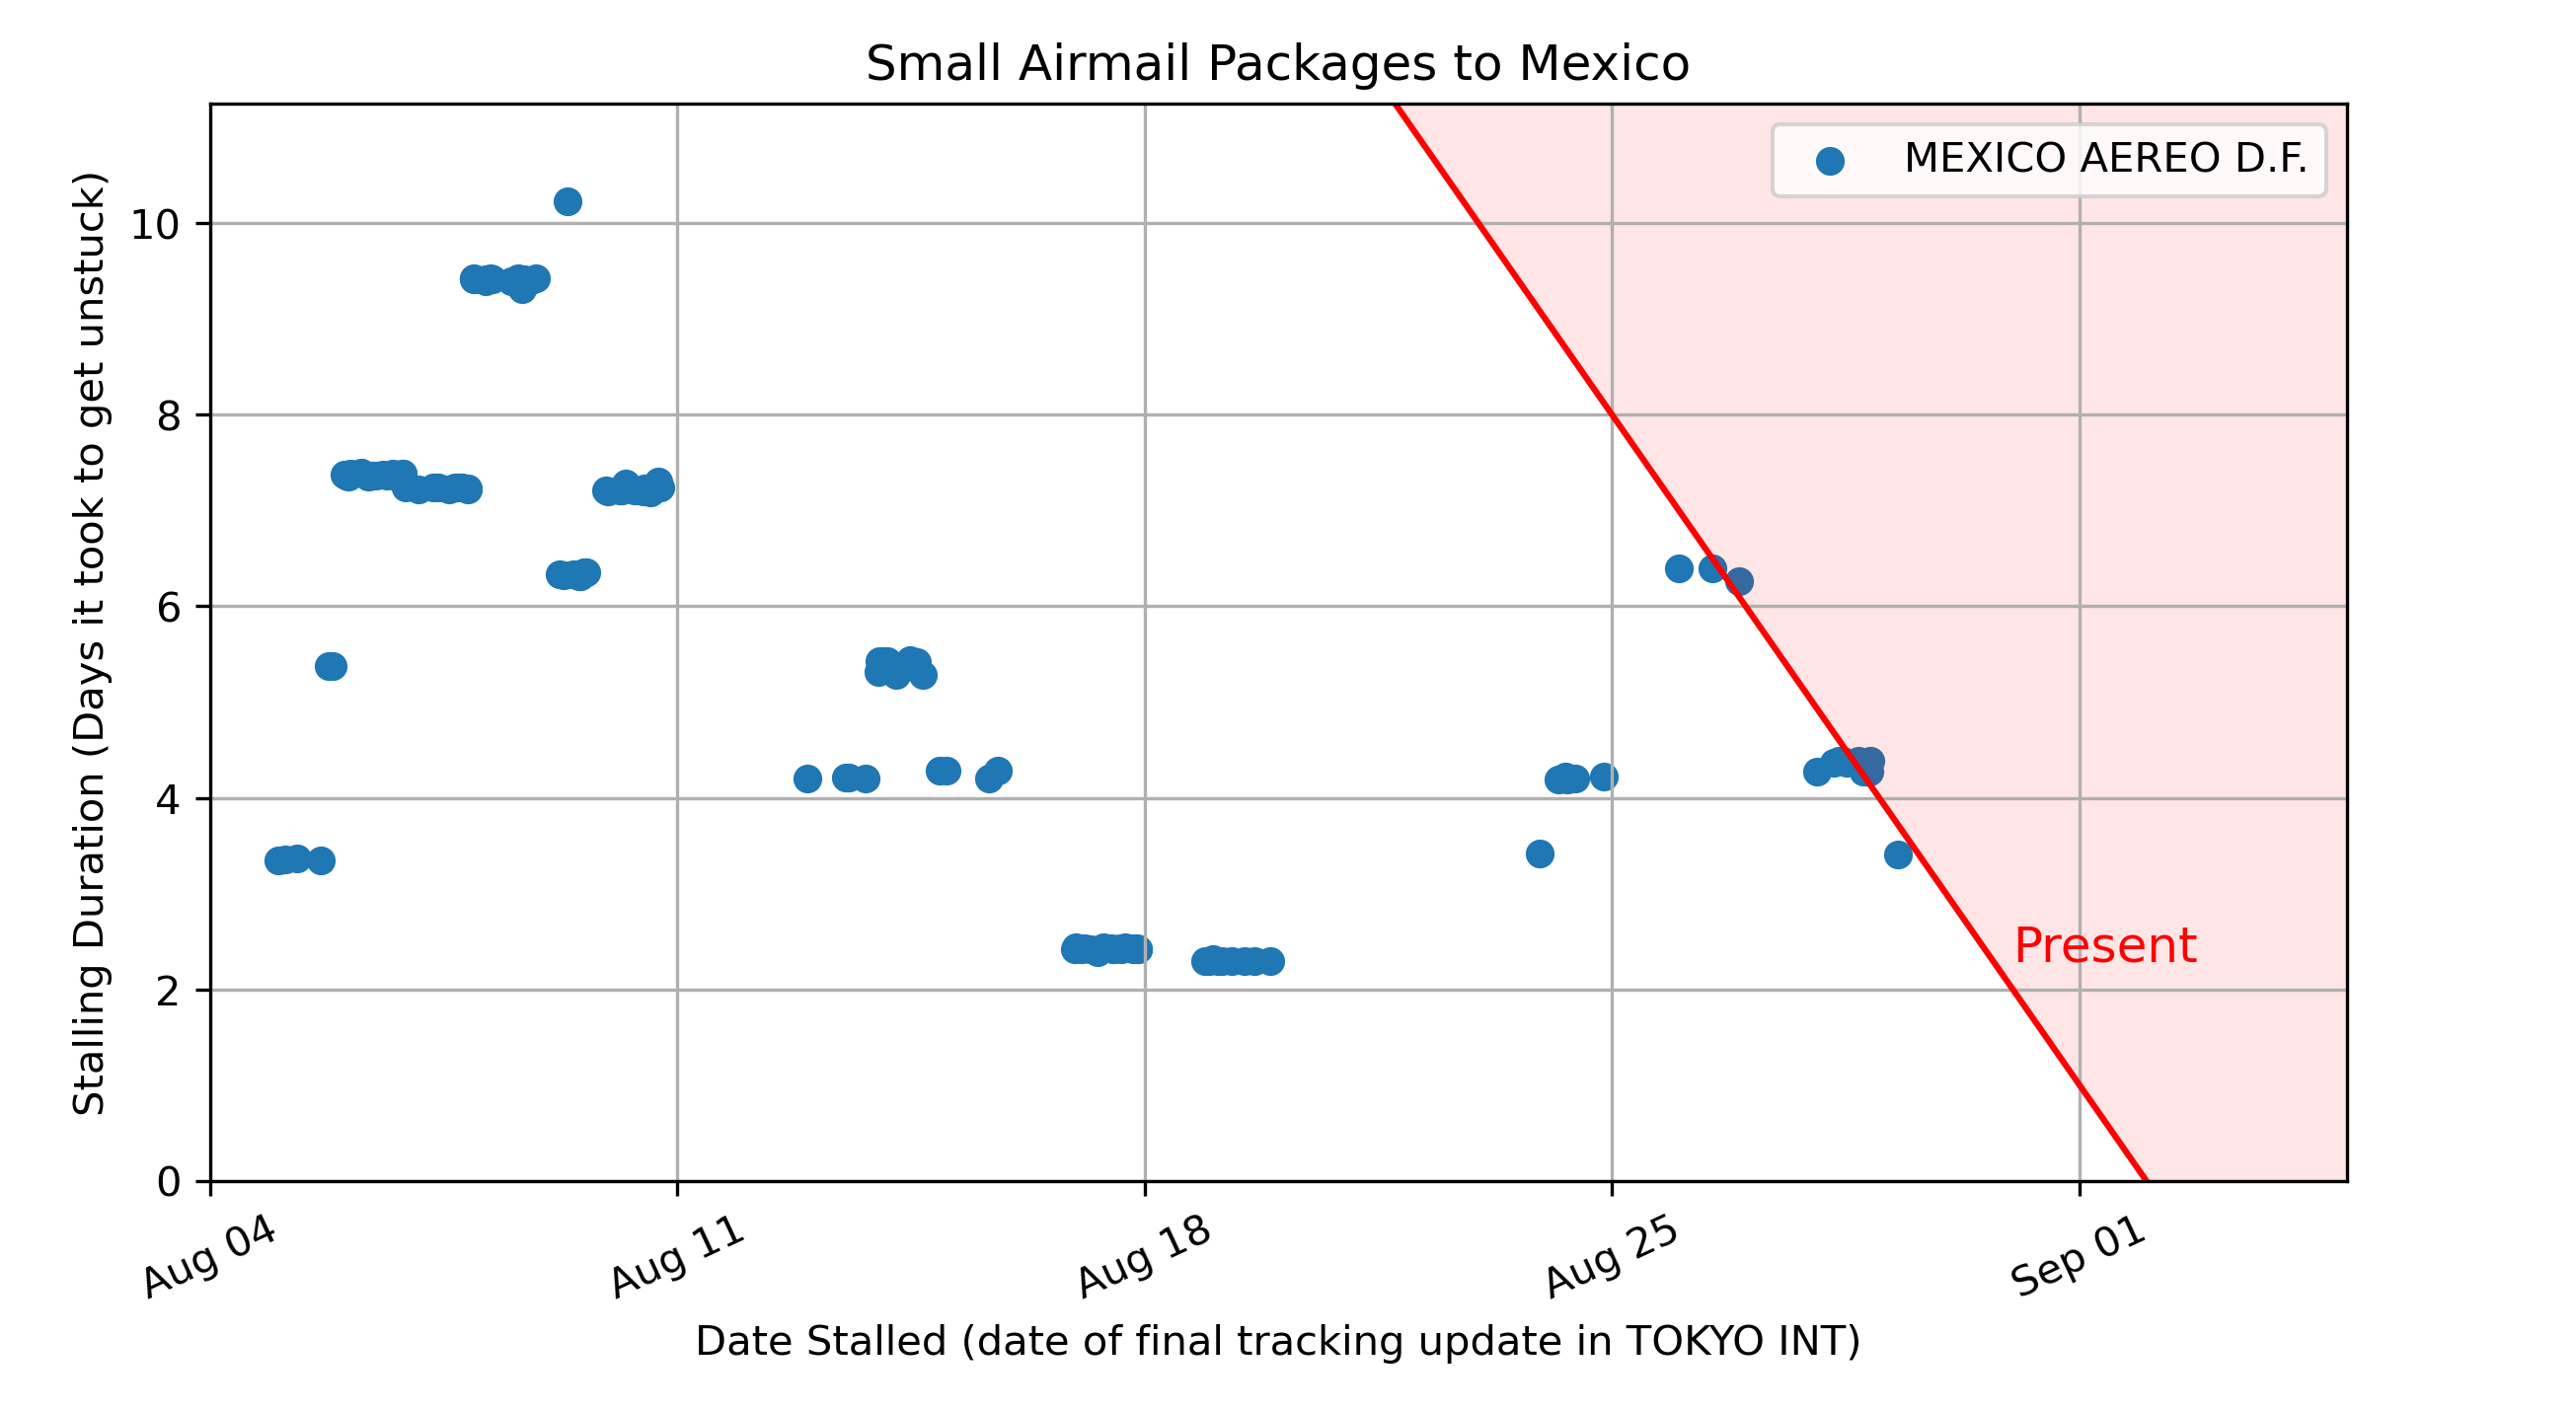 Small Airmail Packages to Mexico
MEXICO AEREO D.F.
Stalling Duration (Days it took to get unstuck)
10
8
6
4
2
0
Present
Aug 04
Aug 11
Aug 18
Aug 25
Sep 01
Date Stalled (date of final tracking update in TOKYO INT)